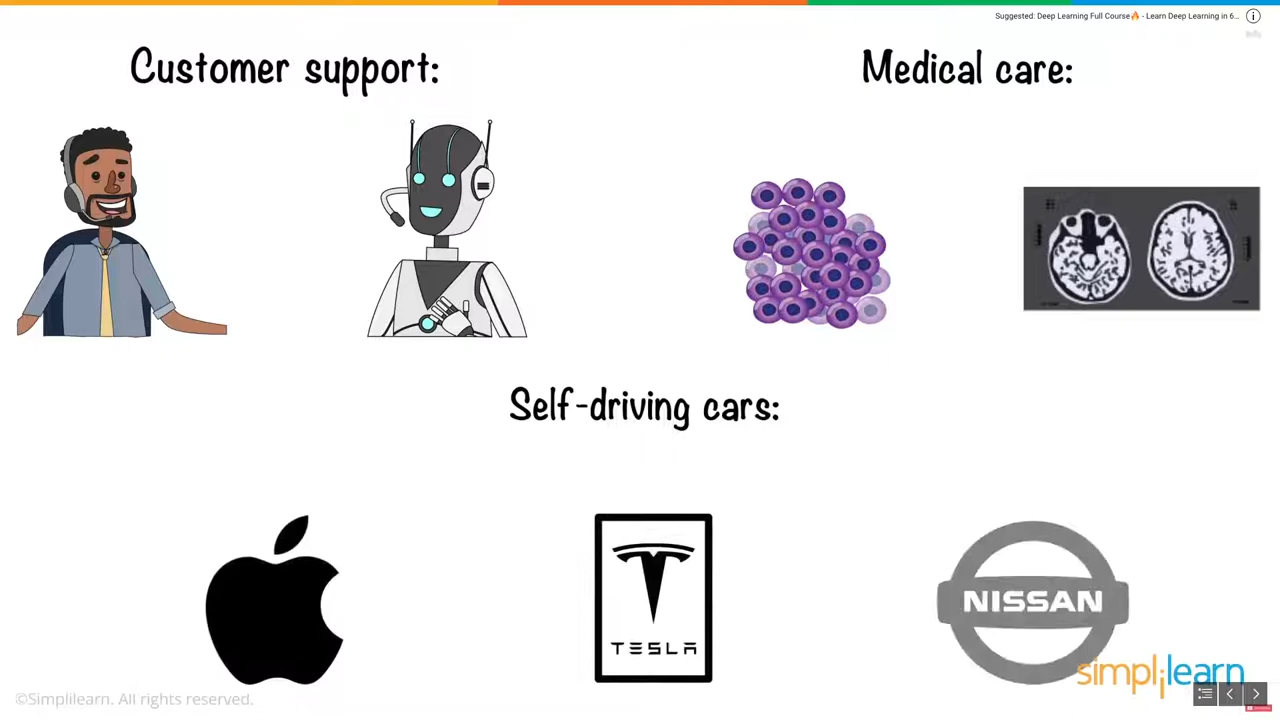 Suggested: Deep Learning Full Course🔥 - Learn Deep Learning in 6...
Customer support:
Medical care:
Self-driving cars:
TESLA
NISSAN
simplilearn
©Simplilearn. All rights reserved.